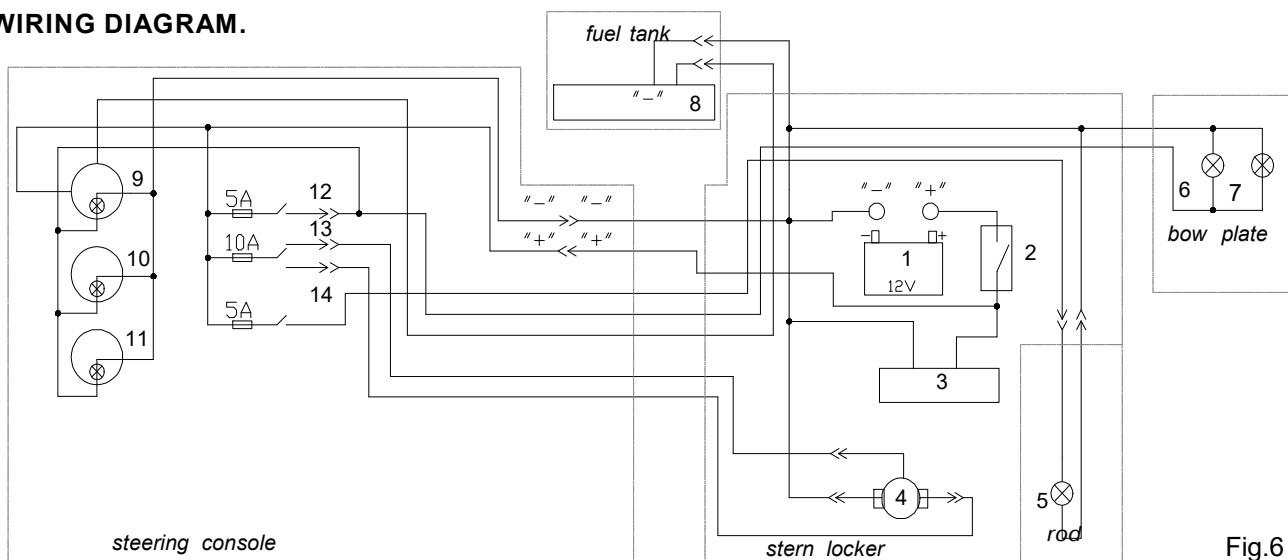 WIRING DIAGRAM.
fuel tank
"–" 8
9
5A 12
10A 13
10
5A 14
11
"–" "–"
"+" "+"
"–" "+"
– +
1
12V
2
3
4
5
6 7
bow plate
steering console
stern locker
rod
Fig.6